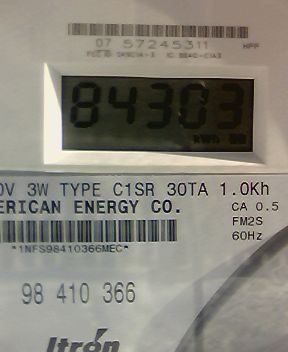 07 57245311
84303
kWh
0V 3W TYPE C1SR 30TA 1.0Kh
ERICAN ENERGY CO. CA 0.5
FM2S
60Hz
*1NFS98410366MEC*
98 410 366
Itron